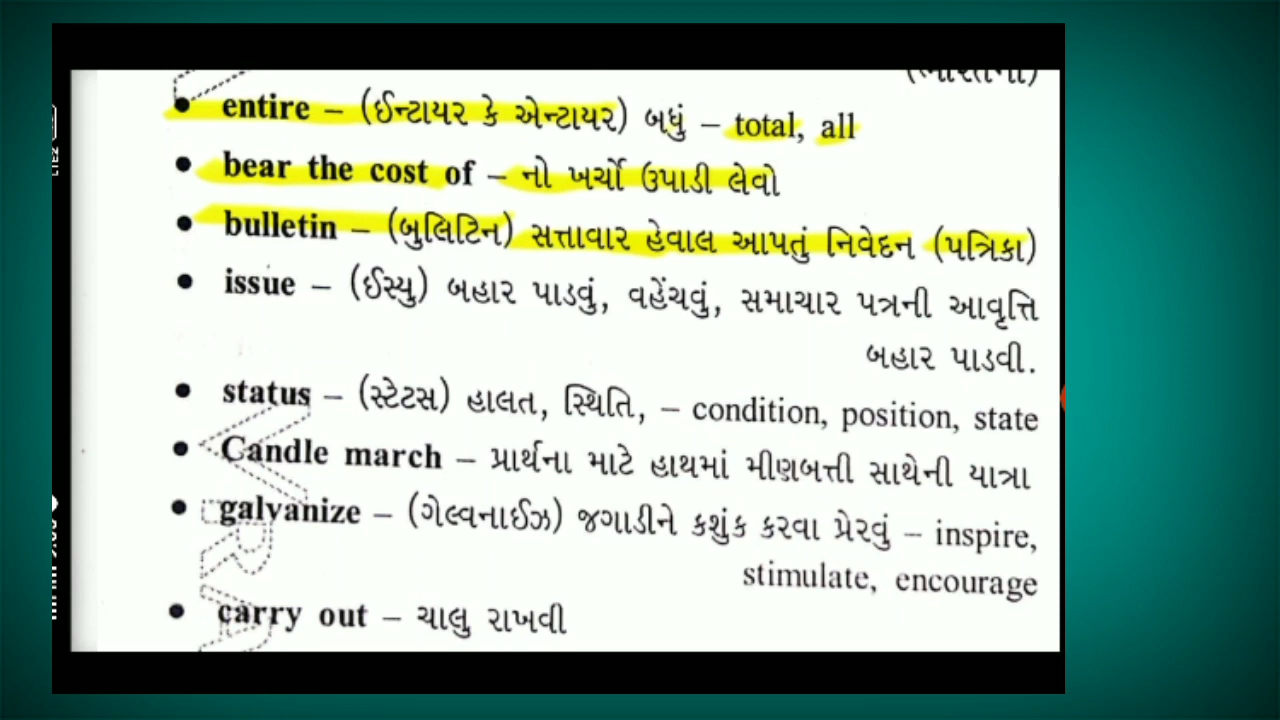 (ભારતના)
• entire – (ઈન્ટાયર કે એન્ટાયર) બધું – total, all
• bear the cost of – નો ખર્ચો ઉપાડી લેવો
• bulletin – (બુલિટિન) સત્તાવાર હેવાલ આપતું નિવેદન (પત્રિકા)
• issue – (ઈસ્યુ) બહાર પાડવું, વહેંચવું, સમાચાર પત્રની આવૃત્તિ
બહાર પાડવી.
• status – (સ્ટેટસ) હાલત, સ્થિતિ, – condition, position, state
• Candle march – પ્રાર્થના માટે હાથમાં મીણબત્તી સાથેની યાત્રા
• galvanize – (ગેલ્વનાઈઝ) જગાડીને કશુંક કરવા પ્રેરવું – inspire,
stimulate, encourage
• carry out – ચાલુ રાખવી